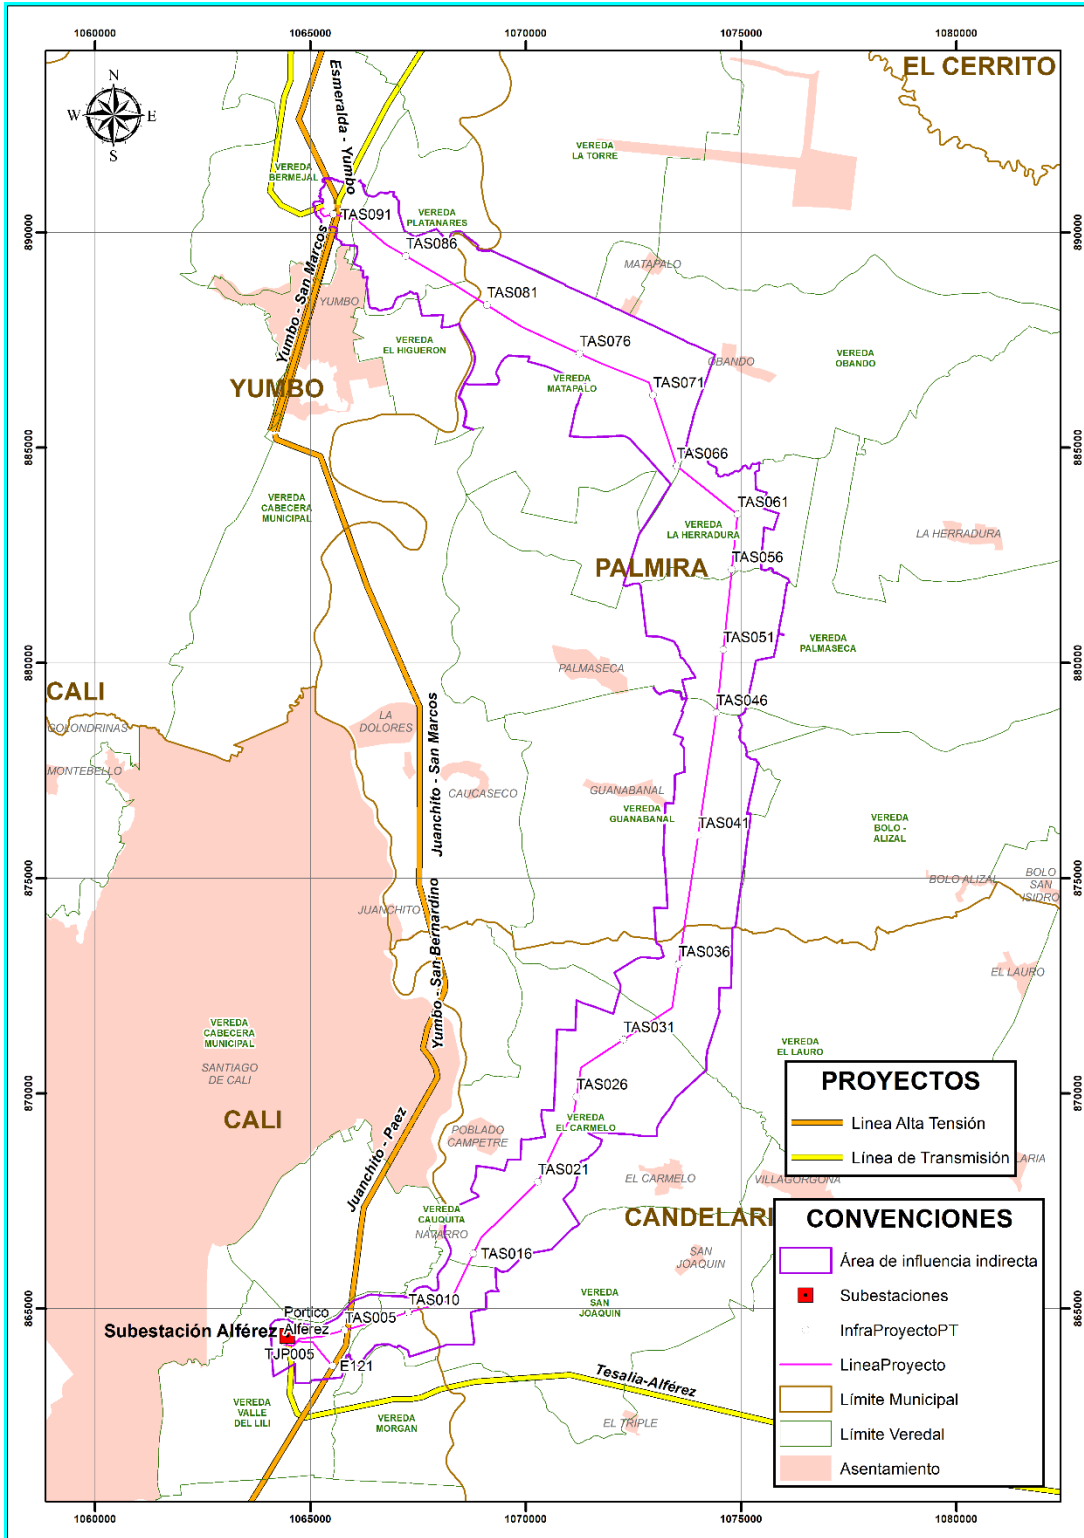 1060000
1065000
1070000
1075000
1080000
EL CERRITO
N
W
E
S
Esmeralda - Yumbo
VEREDA
LA TORRE
VEREDA
BERMEJAL
TAS091
VEREDA
PLATANARES
890000
890000
TAS086
MATAPALO
Yumbo - San Marcos
YUMBO
TAS081
VEREDA
EL HIGUERON
TAS076
OBANDO
VEREDA
OBANDO
YUMBO
VEREDA
MATAPALO
TAS071
885000
885000
TAS066
VEREDA
CABECERA
MUNICIPAL
TAS061
VEREDA
LA HERRADURA
LA HERRADURA
PALMIRA
TAS056
TAS051
VEREDA
PALMASECA
880000
880000
PALMASECA
CALI
GOLONDRINAS
LA
DOLORES
TAS046
Juanchito - San Marcos
MONTEBELLO
CAUCASECO
GUANABANAL
VEREDA
GUANABANAL
TAS041
VEREDA
BOLO -
ALIZAL
875000
875000
BOLO ALIZAL
BOLO
SAN
ISIDRO
JUANCHITO
Yumbo - San Bernardino
TAS036
EL LAURO
VEREDA
CABECERA
MUNICIPAL
SANTIAGO
DE CALI
TAS031
VEREDA
EL LAURO
870000
870000
CALI
TAS026
VEREDA
EL CARMELO
POBLADO
CAMPETRE
Juanchito - Paez
TAS021
EL CARMELO
VILLAGORGONA
ARIA
VEREDA
CAUQUITA
NAVARRO
CANDELARI
TAS016
SAN
JOAQUIN
VEREDA
SAN
JOAQUIN
865000
865000
TAS010
Portico
Alferez
TAS005
Subestación Alférez
TJP005
E121
Tesalia-Alférez
VEREDA
VALLE
DEL LILI
VEREDA
MORGAN
EL TRIPLE
PROYECTOS
Linea Alta Tensión
Línea de Transmisión
CONVENCIONES
Área de influencia indirecta
Subestaciones
InfraProyectoPT
LineaProyecto
Límite Municipal
Límite Veredal
Asentamiento
1060000
1065000
1070000
1075000
1080000